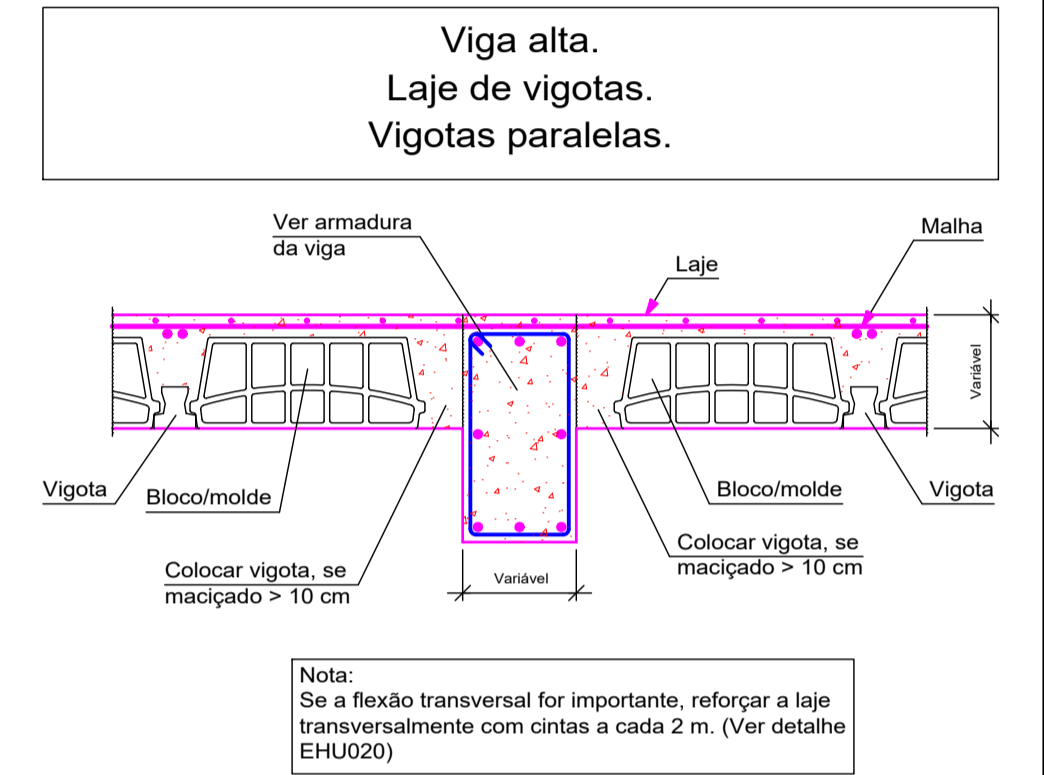 Viga alta.
Laje de vigotas.
Vigotas paralelas.
Ver armadura
da viga
Laje
Malha
Variável
Vigota
Bloco/molde
Bloco/molde
Vigota
Colocar vigota, se
maciçado > 10 cm
Variável
Colocar vigota, se
maciçado > 10 cm
Nota:
Se a flexão transversal for importante, reforçar a laje
transversalmente com cintas a cada 2 m. (Ver detalhe
EHU020)